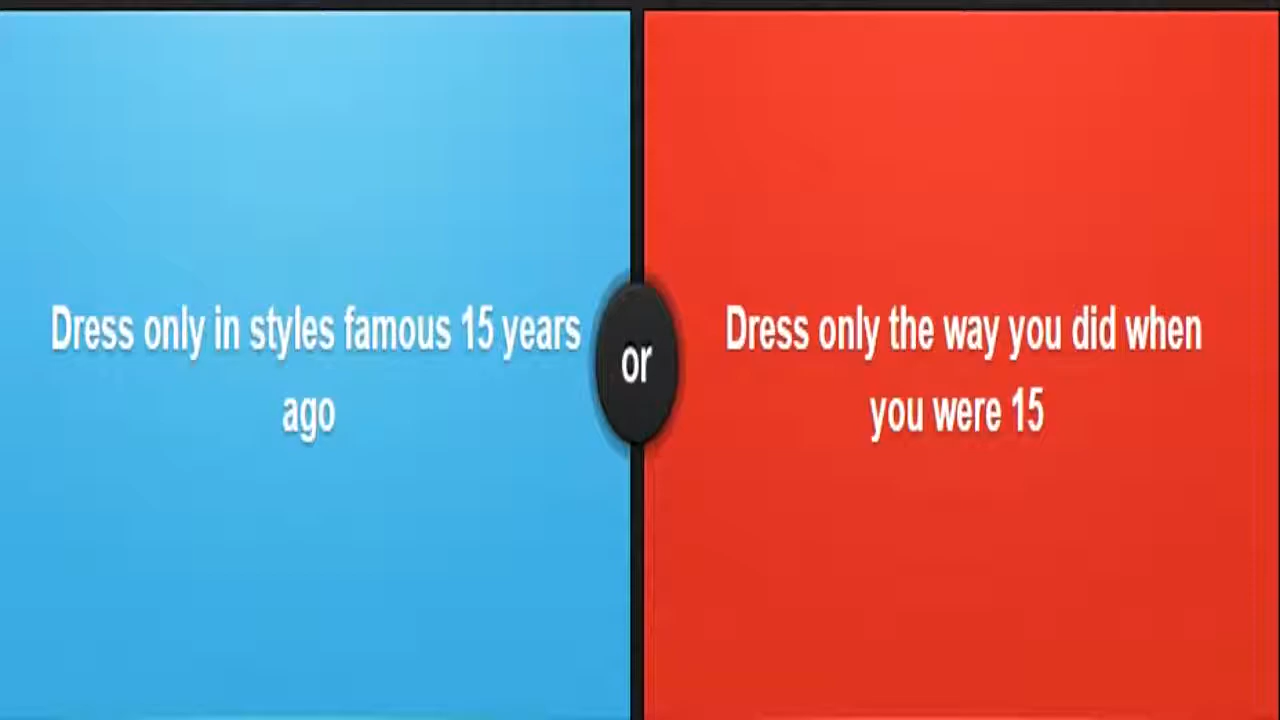 Dress only in styles famous 15 years
ago
or
Dress only the way you did when
you were 15